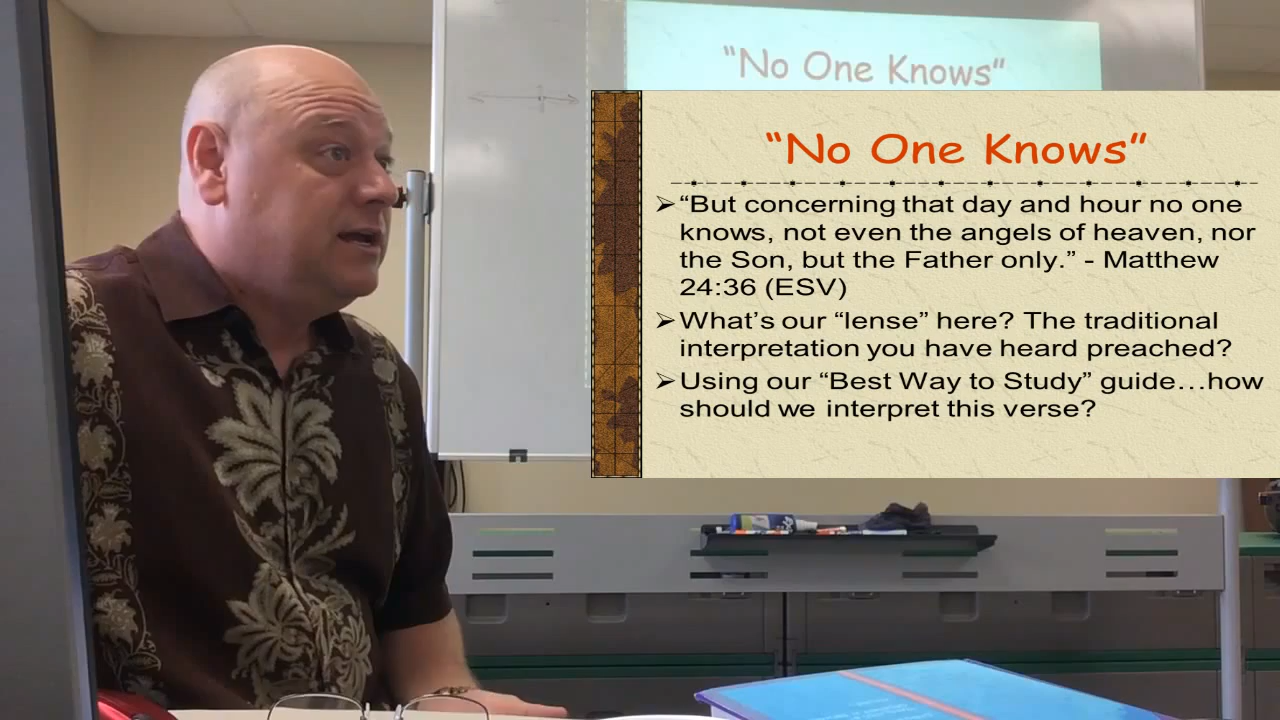 “No One Knows”
“No One Knows”
“But concerning that day and hour no one
knows, not even the angels of heaven, nor
the Son, but the Father only.” - Matthew
24:36 (ESV)
What’s our “lense” here? The traditional
interpretation you have heard preached?
Using our “Best Way to Study” guide…how
should we interpret this verse?